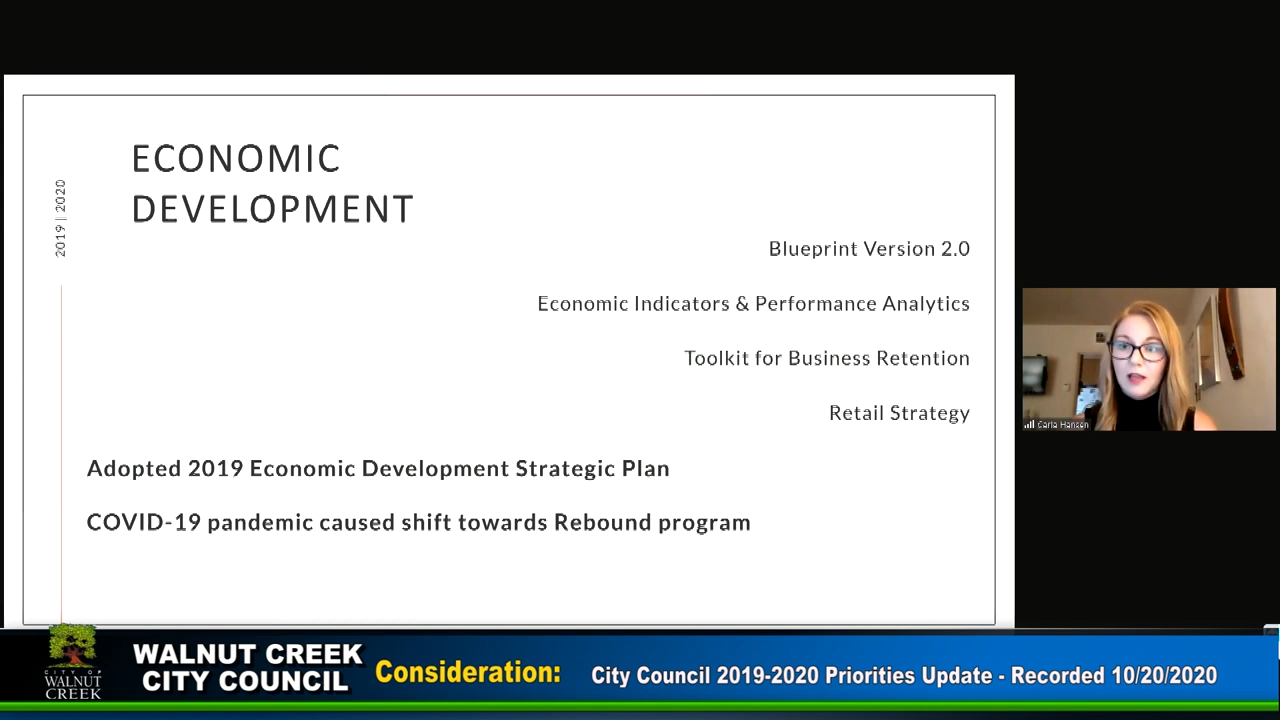 ECONOMIC
DEVELOPMENT
2019 || 2020
Blueprint Version 2.0
Economic Indicators & Performance Analytics
Toolkit for Business Retention
Retail Strategy
Adopted 2019 Economic Development Strategic Plan
COVID-19 pandemic caused shift towards Rebound program
Carla Hansen
CITY OF
WALNUT
CREEK
WALNUT CREEK
CITY COUNCIL
Consideration:
City Council 2019-2020 Priorities Update - Recorded 10/20/2020